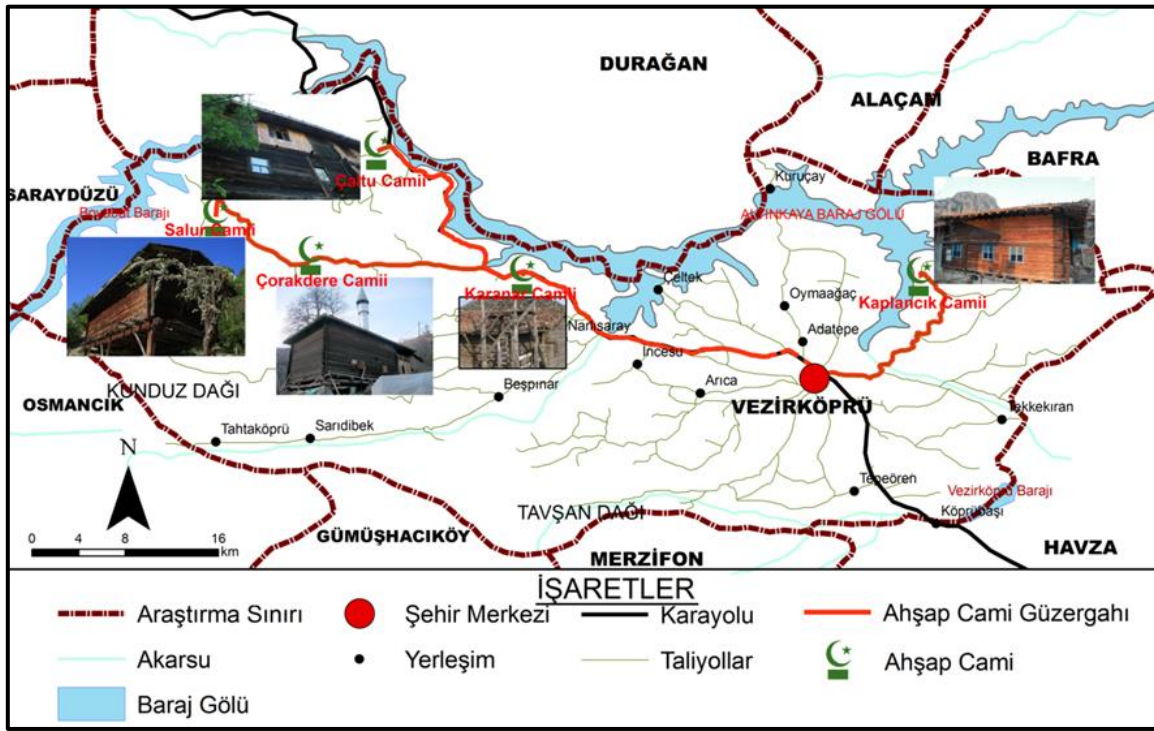 DURAĞAN
ALAÇAM
BAFRA
SARAYDÜZÜ
Kuruçay
Çaltu Camii
Boyabat Barajı
ALTINKAYA BARAJ GÖLÜ
Salur Camii
Çorakdere Camii
Karapar Camii
Çeltek
Kaplancık Camii
Oymaağaç
Narlısaray
Adatepe
İncesu
KUNDUZ DAĞI
Beşpınar
Arıca
OSMANCIK
VEZİRKÖPRÜ
Tekkekıran
Sarıdibek
Tahtaköprü
N
Tepeören
Vezirköprü Barajı
TAVŞAN DAĞI
Köprübaşı
GÜMÜŞHACIKÖY
HAVZA
MERZİFON
0 4 8 16
km
İŞARETLER
Araştırma Sınırı
Şehir Merkezi
Karayolu
Ahşap Cami Güzergahı
Akarsu
Yerleşim
Taliyollar
Ahşap Cami
Baraj Gölü